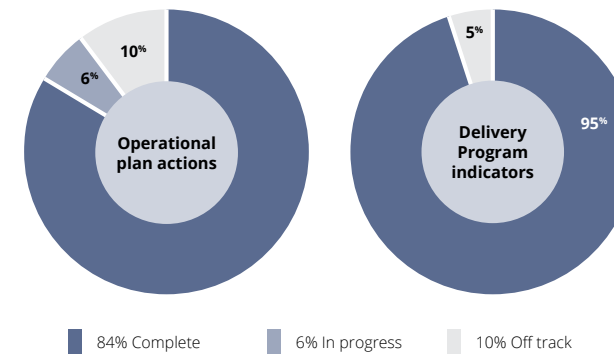 10%
6%
Operational
plan actions
5%
95%
Delivery
Program
indicators
84% Complete
6% In progress
10% Off track